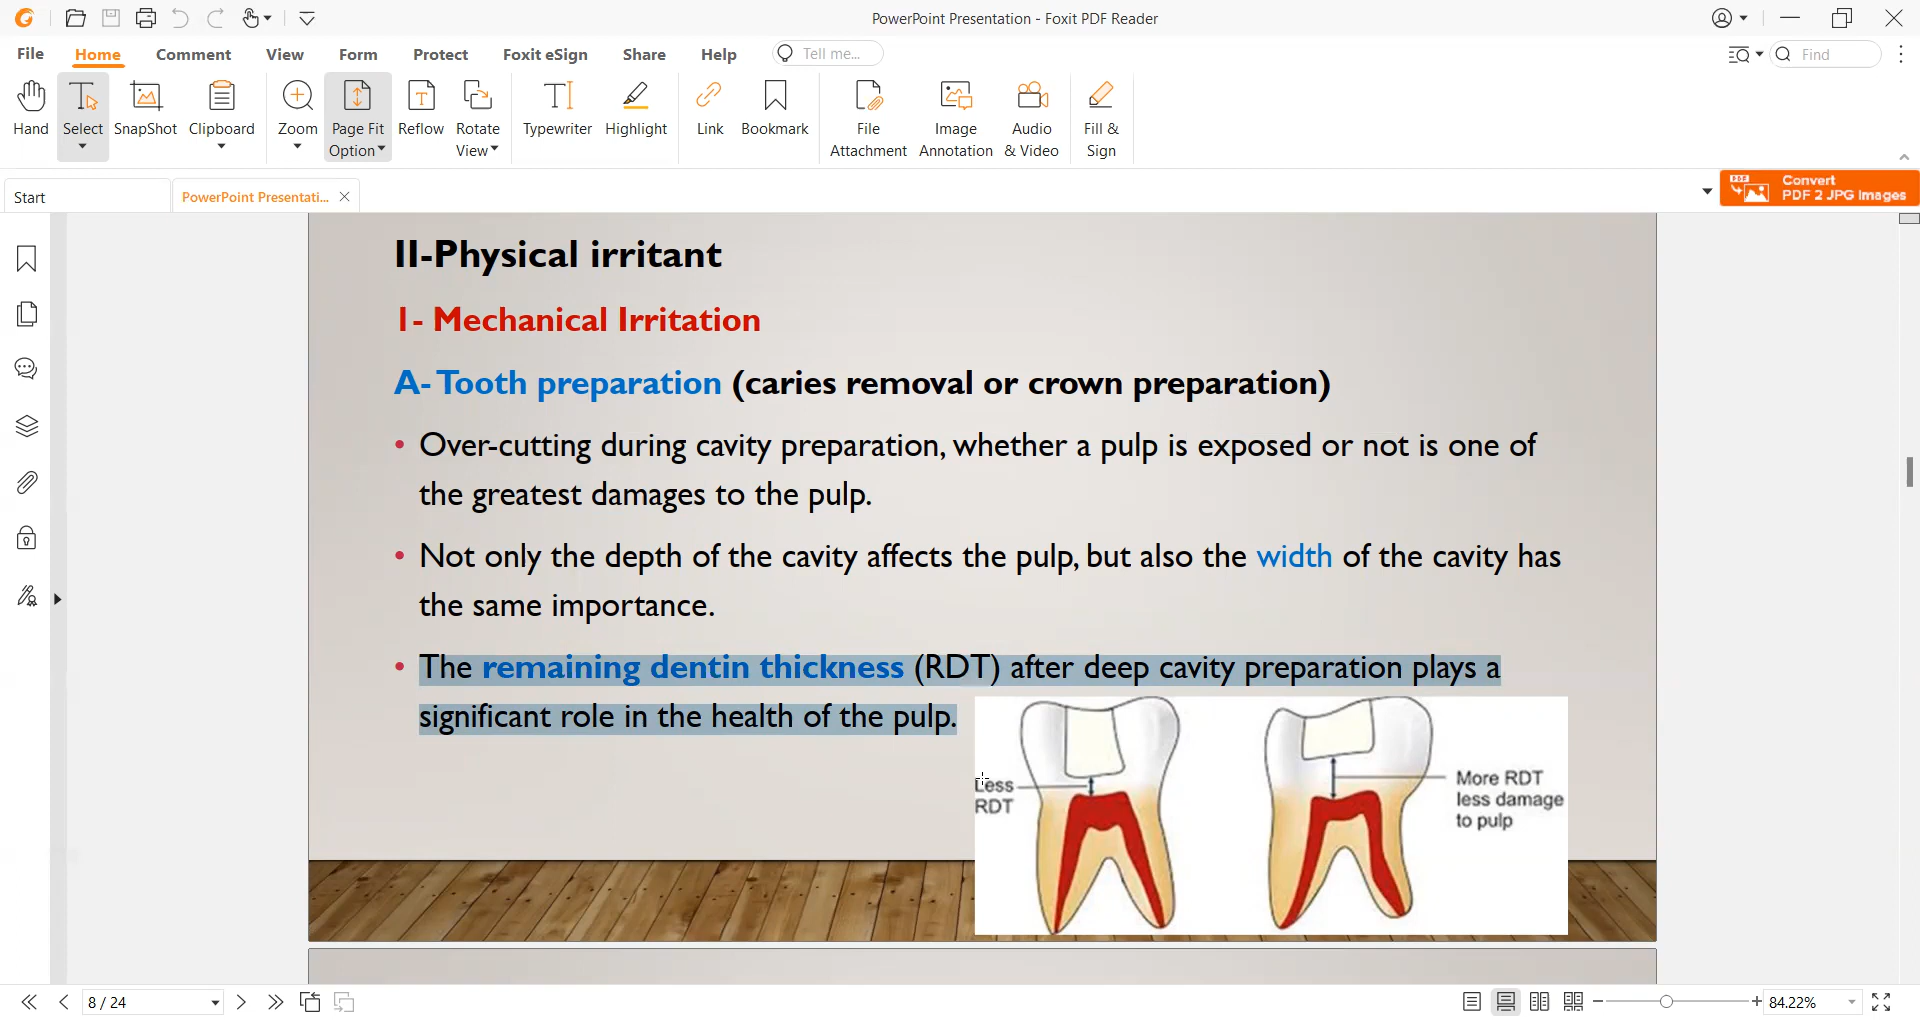 PowerPoint Presentation - Foxit PDF Reader
File Home Comment View Form Protect Foxit eSign Share Help Tell me... Find
Hand Select SnapShot Clipboard Zoom Page Fit Option Reflow Rotate View Typewriter Highlight Link Bookmark File Attachment Image Annotation Audio & Video Fill & Sign
Start PowerPoint Presentati...
PDF Convert
PDF 2 JPG Images
II-Physical irritant
1- Mechanical Irritation
A- Tooth preparation (caries removal or crown preparation)
• Over-cutting during cavity preparation, whether a pulp is exposed or not is one of
the greatest damages to the pulp.
• Not only the depth of the cavity affects the pulp, but also the width of the cavity has
the same importance.
• The remaining dentin thickness (RDT) after deep cavity preparation plays a
significant role in the health of the pulp.
Less
RDT
More RDT
less damage
to pulp
8 / 24 84.22%